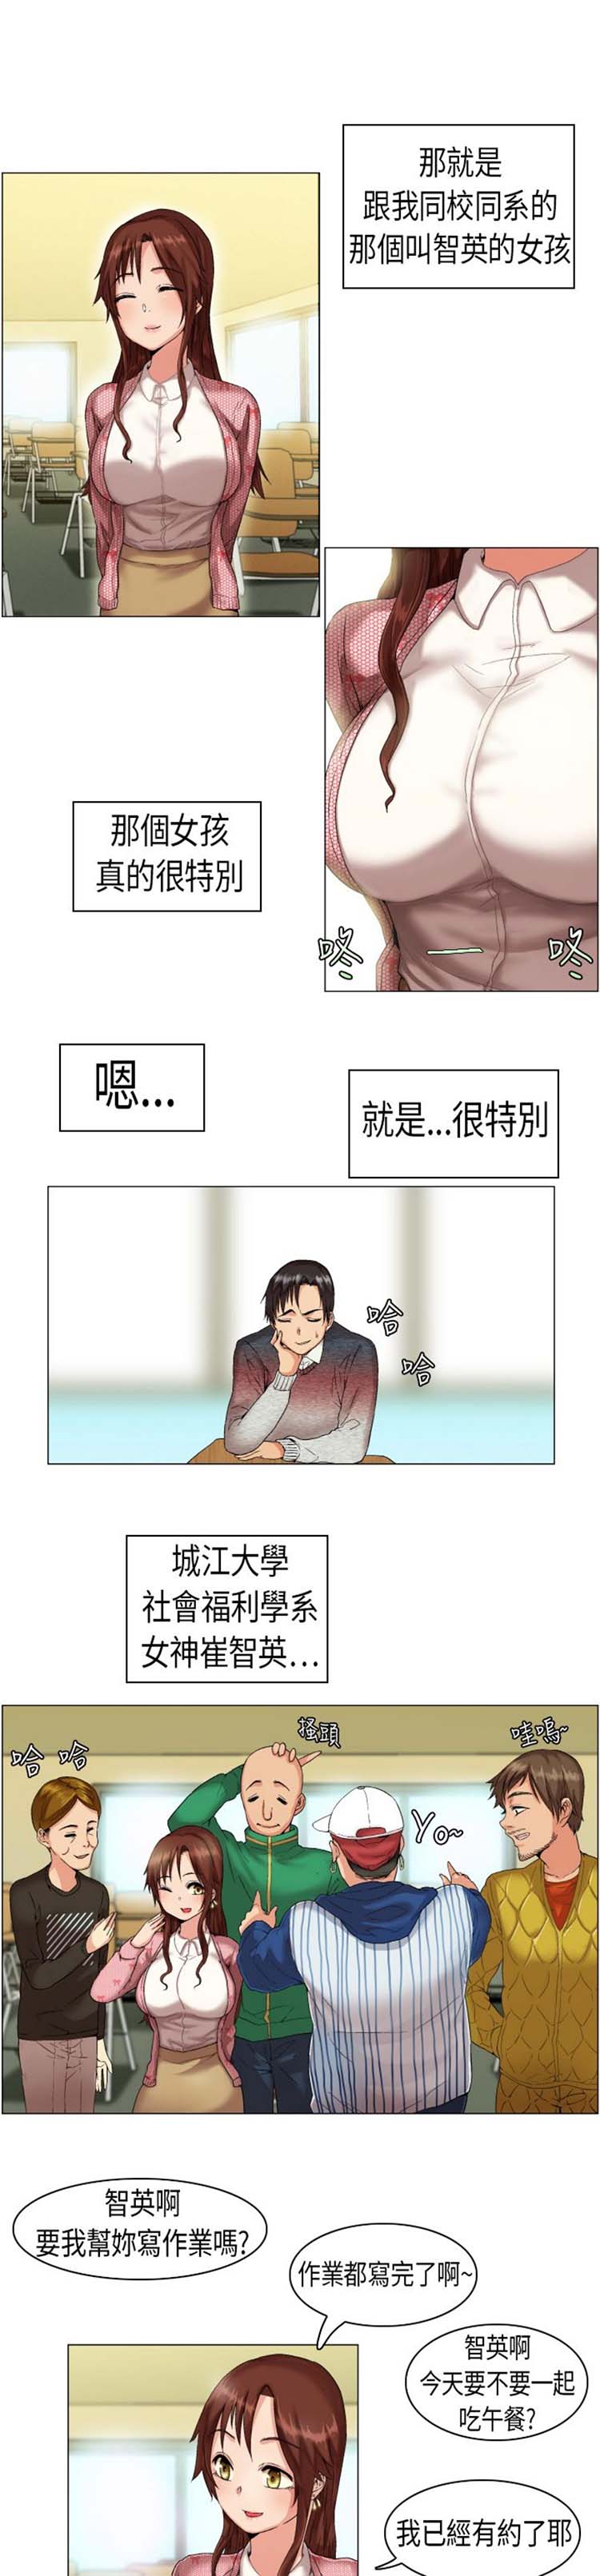 那就是
跟我同校同系的
那個叫智英的女孩
那個女孩
真的很特別
咚—咚
嗯...
就是...很特別
哈
哈
城江大學
社會福利學系
女神崔智英...
哈 哈
搔頭
Yo~
哇嗚~
智英啊
要我幫妳寫作業嗎?
作業都寫完了啊~
智英啊
今天要不要一起
吃午餐?
我已經有約了耶